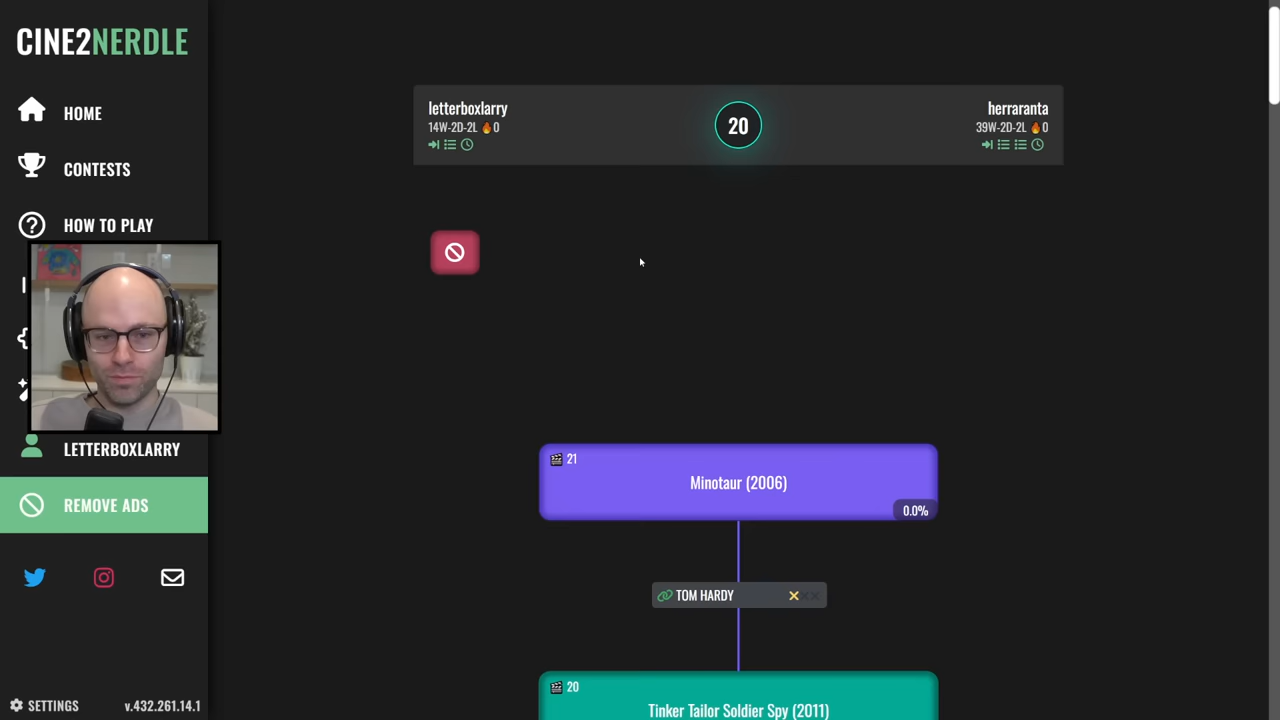 CINE2NERDLE
HOME
CONTESTS
HOW TO PLAY
LETTERBOXLARRY
REMOVE ADS
SETTINGS
v.432.261.14.1
letterboxlarry
14W-2D-2L 🔥0
20
herraranta
39W-2D-2L 🔥0
21
Minotaur (2006)
0.0%
TOM HARDY
20
Tinker Tailor Soldier Spy (2011)